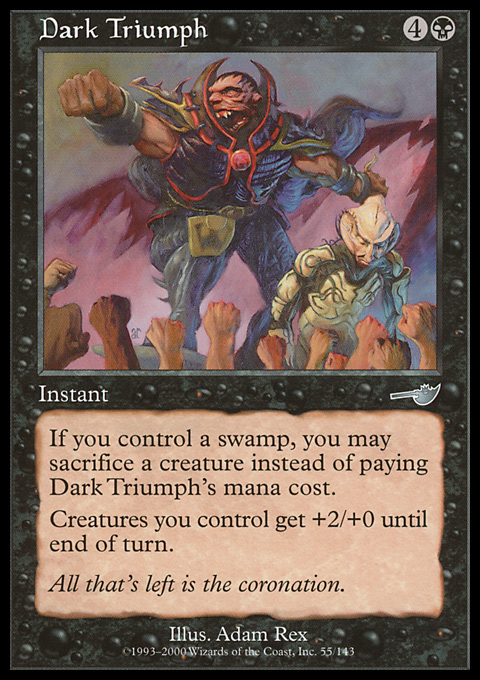 Dark Triumph 4
Instant
If you control a swamp, you may
sacrifice a creature instead of paying
Dark Triumph's mana cost.
Creatures you control get +2/+0 until
end of turn.
All that's left is the coronation.
Illus. Adam Rex
©1993–2000 Wizards of the Coast, Inc. 55/143